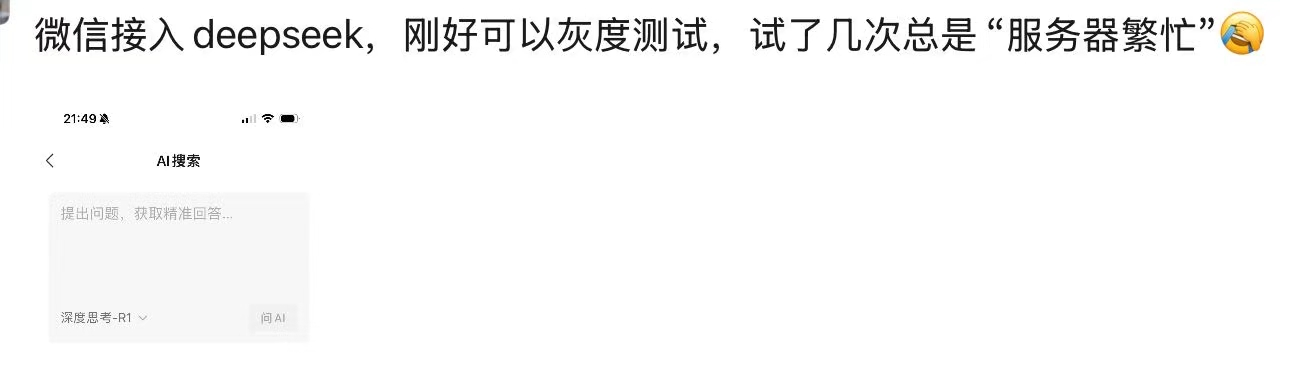 微信接入 deepseek，刚好可以灰度测试，试了几次总是 “服务器繁忙”🤦
21:49
AI搜索
提出问题，获取精准回答...
深度思考-R1
问AI